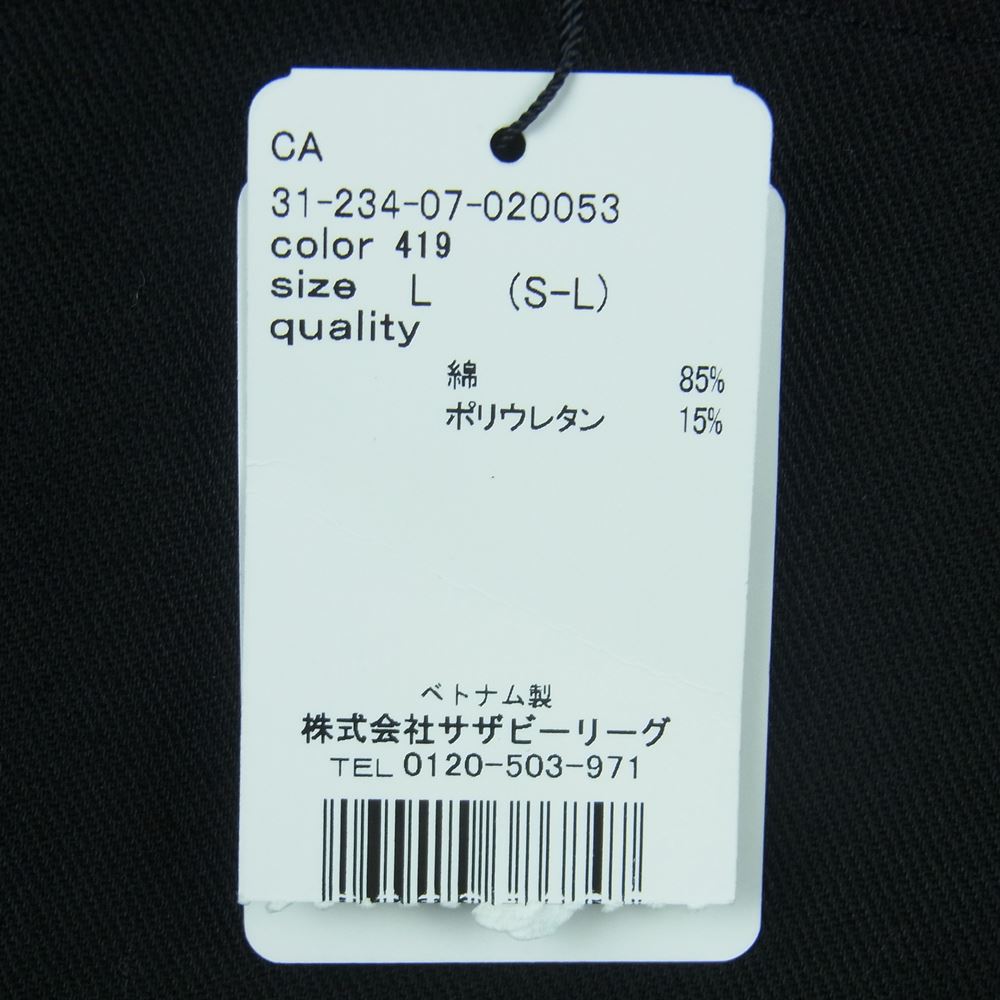 CA
31-234-07-020053
color 419
size L (S-L)
quality
綿 85%
ポリウレタン 15%
ベトナム製
株式会社サザビーリーグ
TEL 0120-503-971